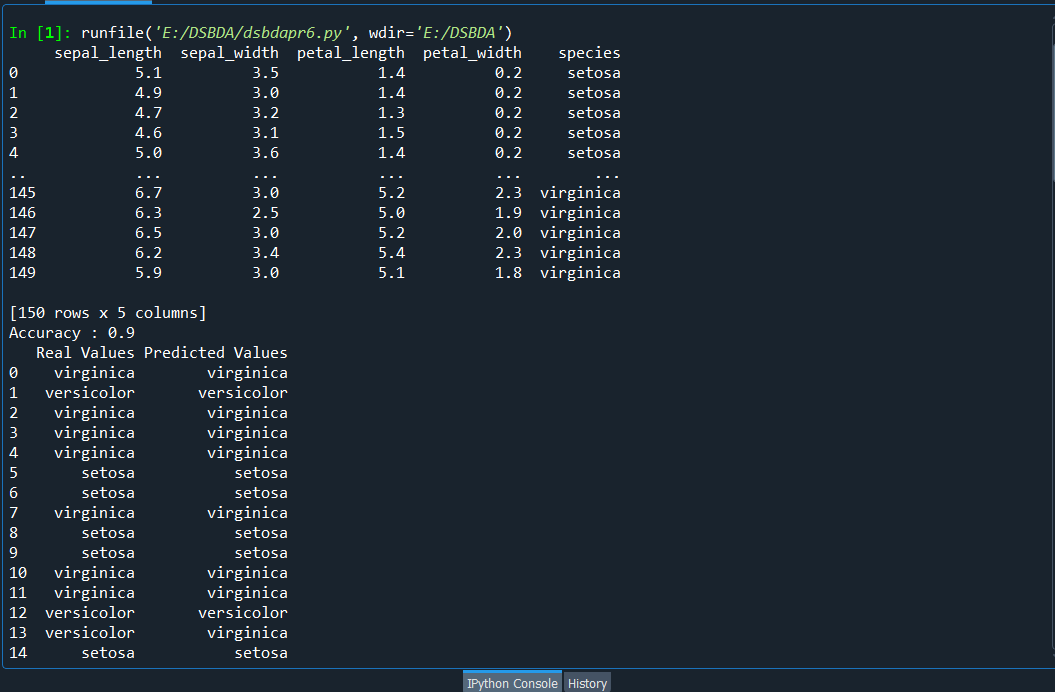 In [1]: runfile('E:/DSBDA/dsbdapr6.py', wdir='E:/DSBDA')
     sepal_length  sepal_width  petal_length  petal_width    species
0             5.1          3.5           1.4          0.2     setosa
1             4.9          3.0           1.4          0.2     setosa
2             4.7          3.2           1.3          0.2     setosa
3             4.6          3.1           1.5          0.2     setosa
4             5.0          3.6           1.4          0.2     setosa
..            ...          ...           ...          ...        ...
145           6.7          3.0           5.2          2.3  virginica
146           6.3          2.5           5.0          1.9  virginica
147           6.5          3.0           5.2          2.0  virginica
148           6.2          3.4           5.4          2.3  virginica
149           5.9          3.0           5.1          1.8  virginica
[150 rows x 5 columns]
Accuracy : 0.9
   Real Values Predicted Values
0    virginica        virginica
1   versicolor       versicolor
2    virginica        virginica
3    virginica        virginica
4    virginica        virginica
5       setosa           setosa
6       setosa           setosa
7    virginica        virginica
8       setosa           setosa
9       setosa           setosa
10   virginica        virginica
11   virginica        virginica
12  versicolor       versicolor
13  versicolor        virginica
14      setosa           setosa
IPython Console History